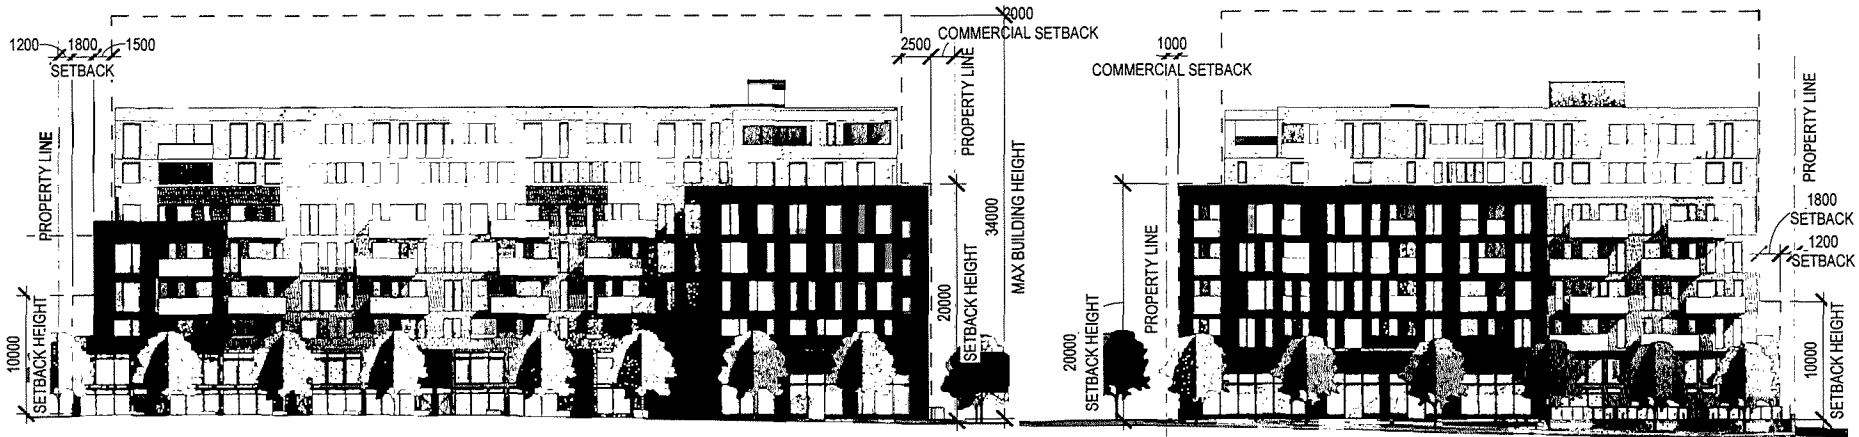 1200
1800
1500
SETBACK
PROPERTY LINE
10000
SETBACK HEIGHT
2500
2000
COMMERCIAL SETBACK
PROPERTY LINE
MAX BUILDING HEIGHT
34000
20000
SETBACK HEIGHT
1000
COMMERCIAL SETBACK
PROPERTY LINE
20000
SETBACK HEIGHT
PROPERTY LINE
1800
SETBACK
1200
SETBACK
10000
SETBACK HEIGHT